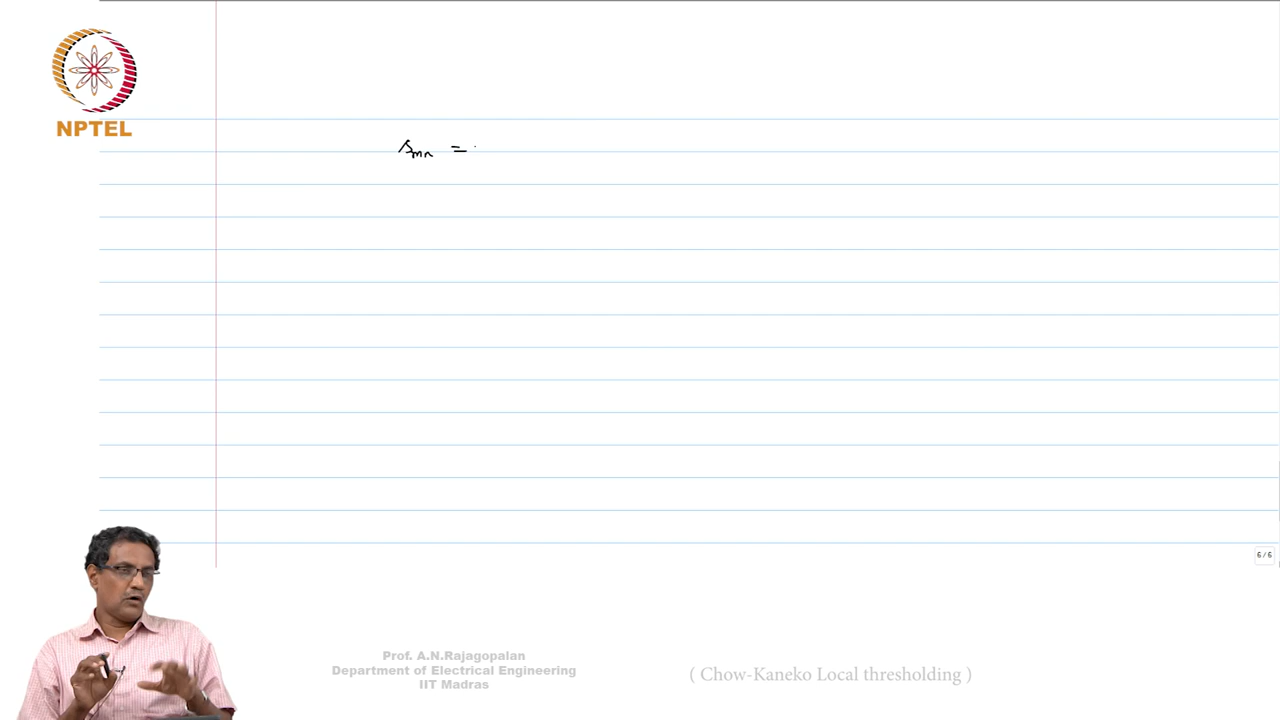 NPTEL
s_mn =
6 / 6
Prof. A.N.Rajagopalan
Department of Electrical Engineering
IIT Madras
( Chow-Kaneko Local thresholding )